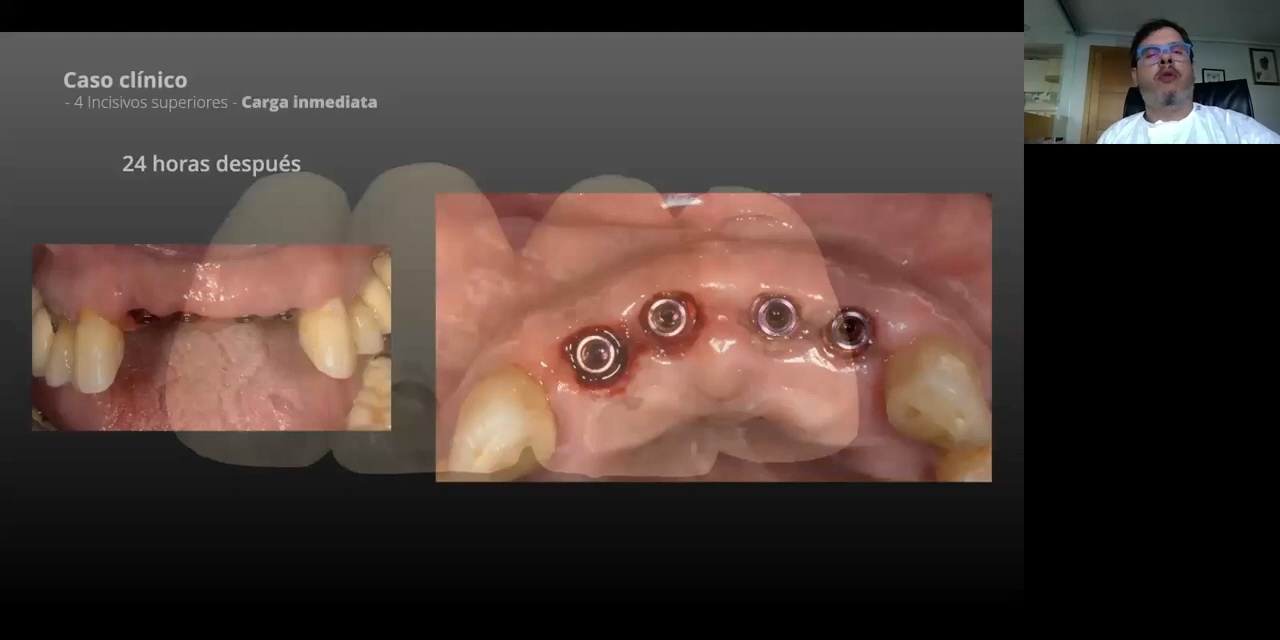 Caso clínico
- 4 Incisivos superiores - Carga inmediata
24 horas después